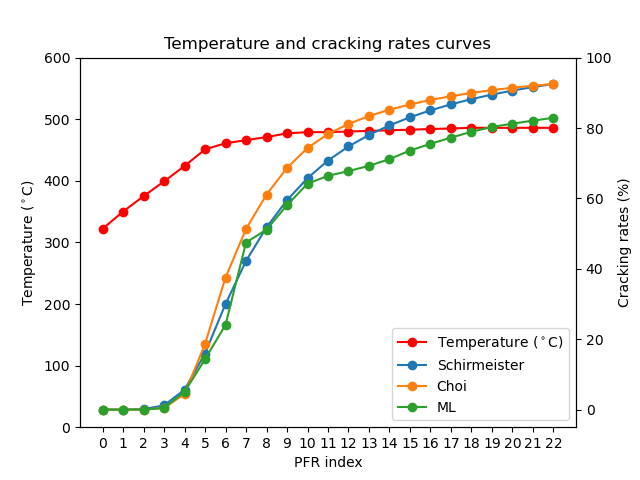 Temperature and cracking rates curves
600
500
400
300
200
100
0
Temperature (°C)
100
80
60
40
20
0
Cracking rates (%)
Temperature (°C)
Schirmeister
Choi
ML
0 1 2 3 4 5 6 7 8 9 10 11 12 13 14 15 16 17 18 19 20 21 22
PFR index